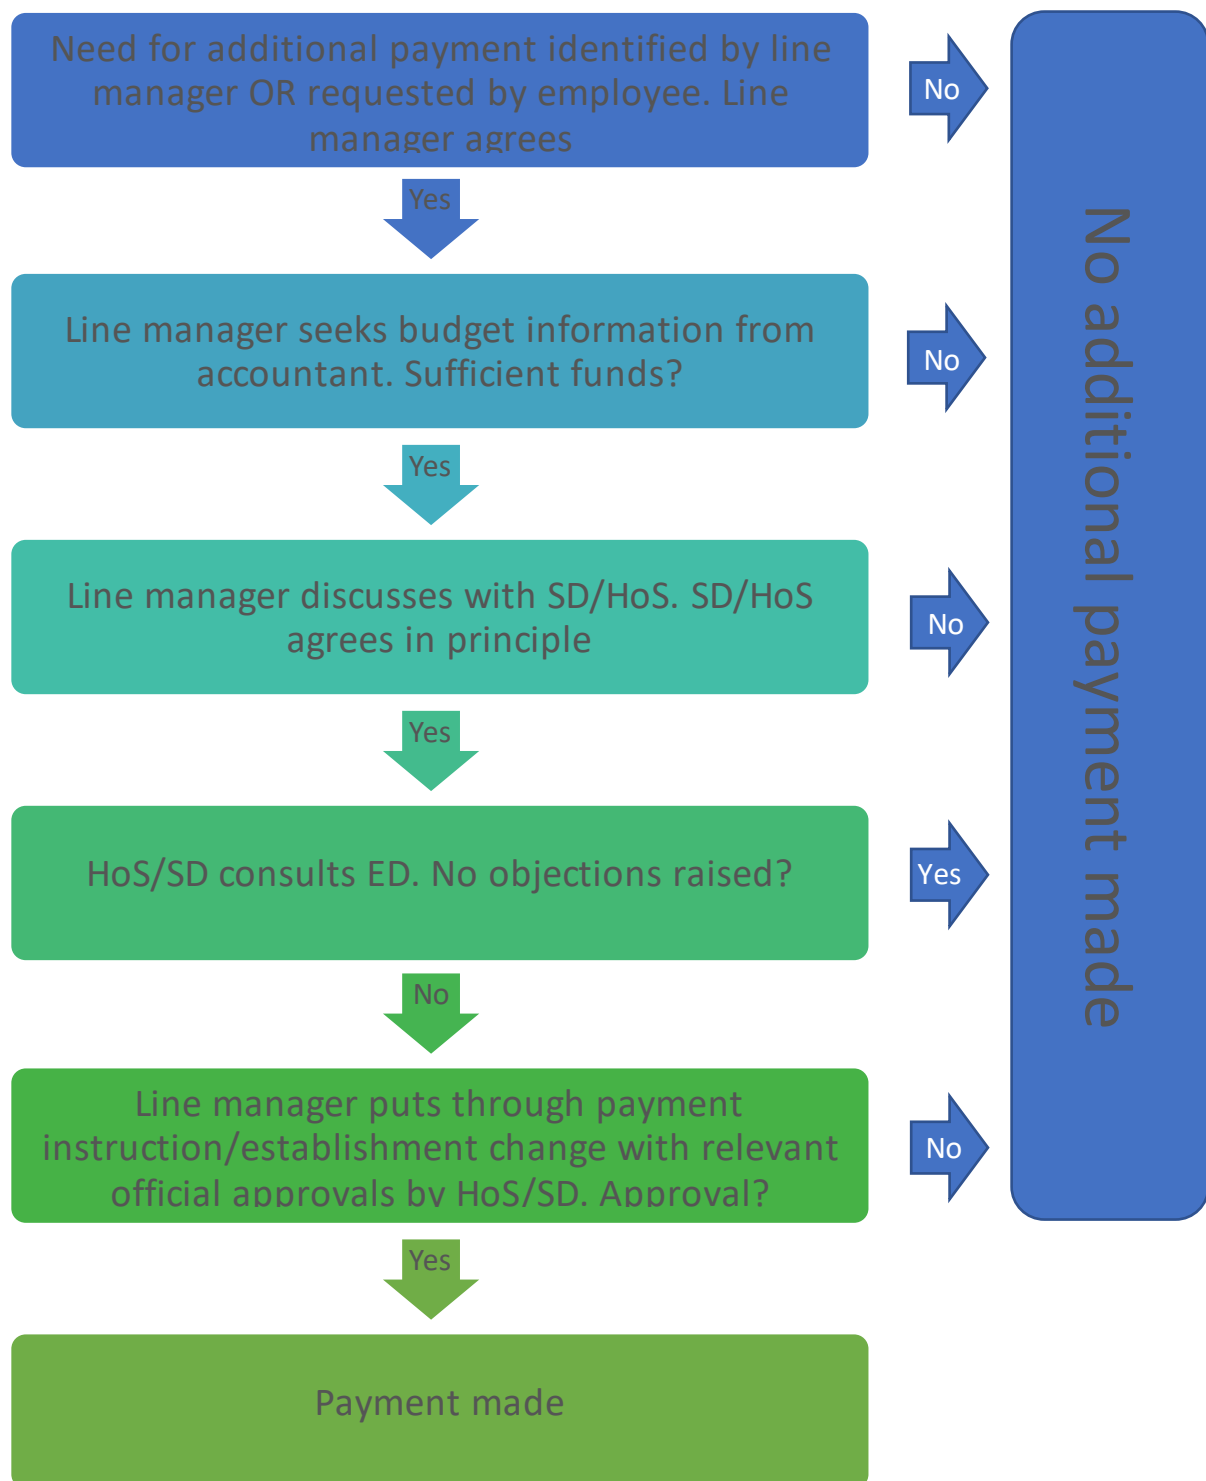 Need for additional payment identified by line
manager OR requested by employee. Line
manager agrees
No
Yes
Line manager seeks budget information from
accountant. Sufficient funds?
No
Yes
Line manager discusses with SD/HoS. SD/HoS
agrees in principle
No
Yes
HoS/SD consults ED. No objections raised?
Yes
No
Line manager puts through payment
instruction/establishment change with relevant
official approvals by HoS/SD. Approval?
No
Yes
Payment made
No additional payment made